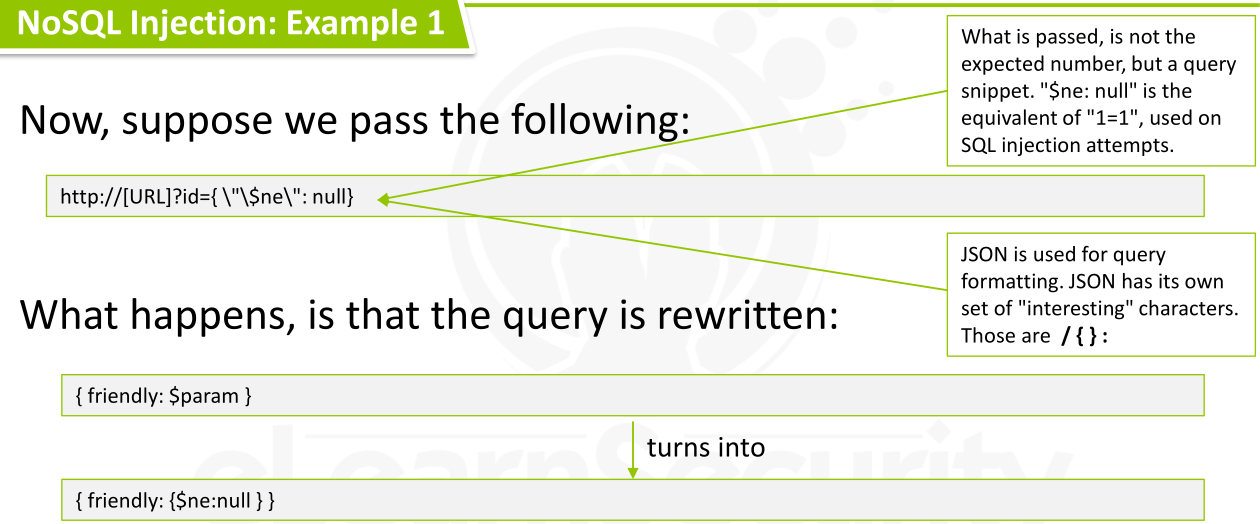 NoSQL Injection: Example 1
What is passed, is not the
expected number, but a query
snippet. "$ne: null" is the
equivalent of "1=1", used on
SQL injection attempts.
Now, suppose we pass the following:
http://[URL]?id={ \"\$ne\": null}
JSON is used for query
formatting. JSON has its own
set of "interesting" characters.
Those are / { } :
What happens, is that the query is rewritten:
{ friendly: $param }
turns into
eLearnSecurity
{ friendly: {$ne:null } }